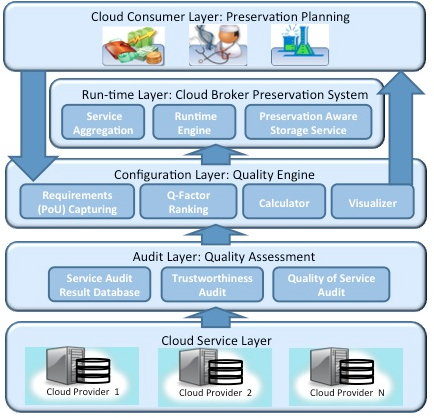 Cloud Consumer Layer: Preservation Planning
Run-time Layer: Cloud Broker Preservation System
Service
Aggregation
Runtime
Engine
Preservation Aware
Storage Service
Configuration Layer: Quality Engine
Requirements
(PoU) Capturing
Q-Factor
Ranking
Calculator
Visualizer
Audit Layer: Quality Assessment
Service Audit
Result Database
Trustworthiness
Audit
Quality of Service
Audit
Cloud Service Layer
Cloud Provider 1
Cloud Provider 2
Cloud Provider N